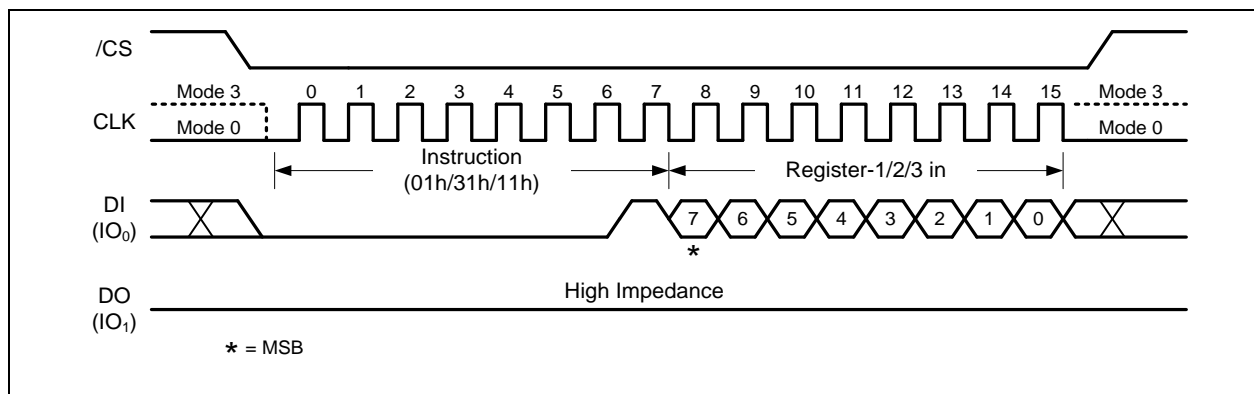 /CS
Mode 3 0 1 2 3 4 5 6 7 8 9 10 11 12 13 14 15 Mode 3
CLK
Mode 0 Mode 0
Instruction
(01h/31h/11h)
Register-1/2/3 in
DI
(IO₀)
7 6 5 4 3 2 1 0
*
High Impedance
DO
(IO₁)
* = MSB